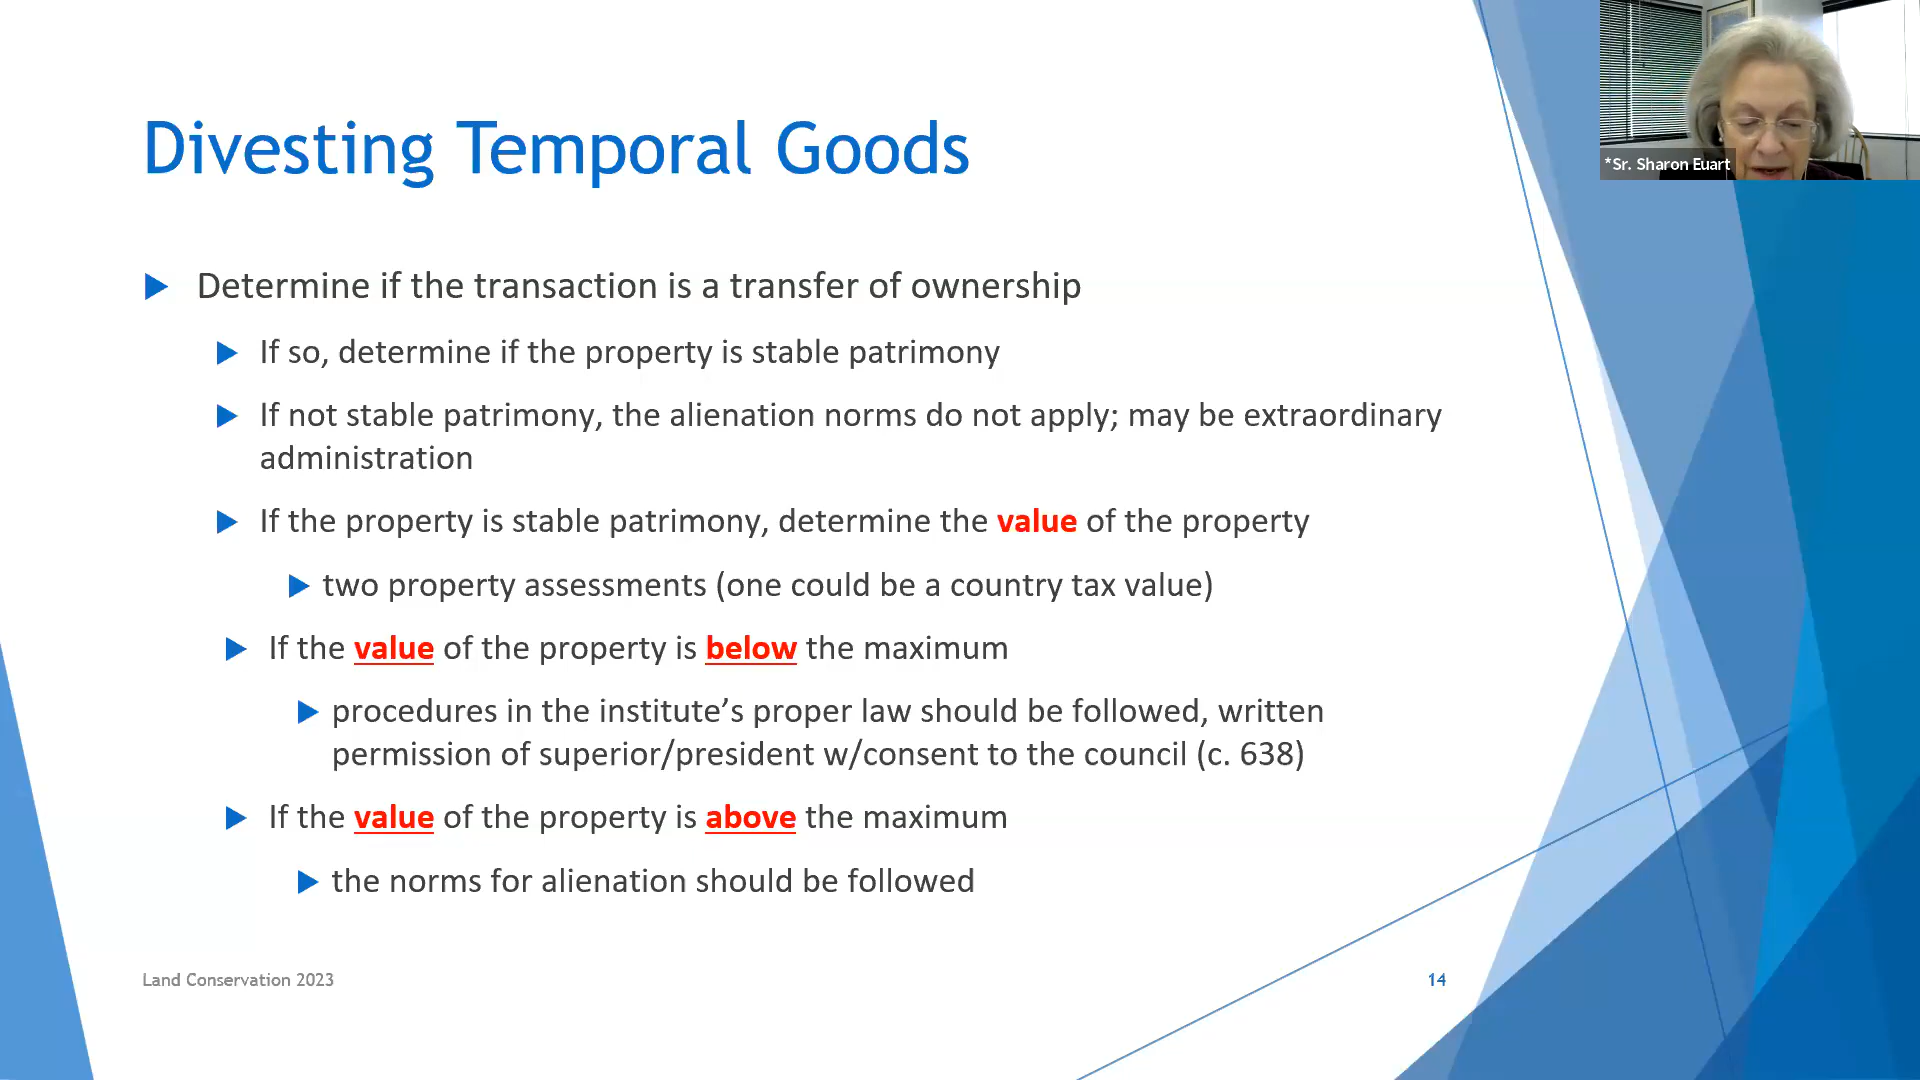 *Sr. Sharon Euart
Divesting Temporal Goods
Determine if the transaction is a transfer of ownership
If so, determine if the property is stable patrimony
If not stable patrimony, the alienation norms do not apply; may be extraordinary
administration
If the property is stable patrimony, determine the value of the property
two property assessments (one could be a country tax value)
If the value of the property is below the maximum
procedures in the institute’s proper law should be followed, written
permission of superior/president w/consent to the council (c. 638)
If the value of the property is above the maximum
the norms for alienation should be followed
Land Conservation 2023
14